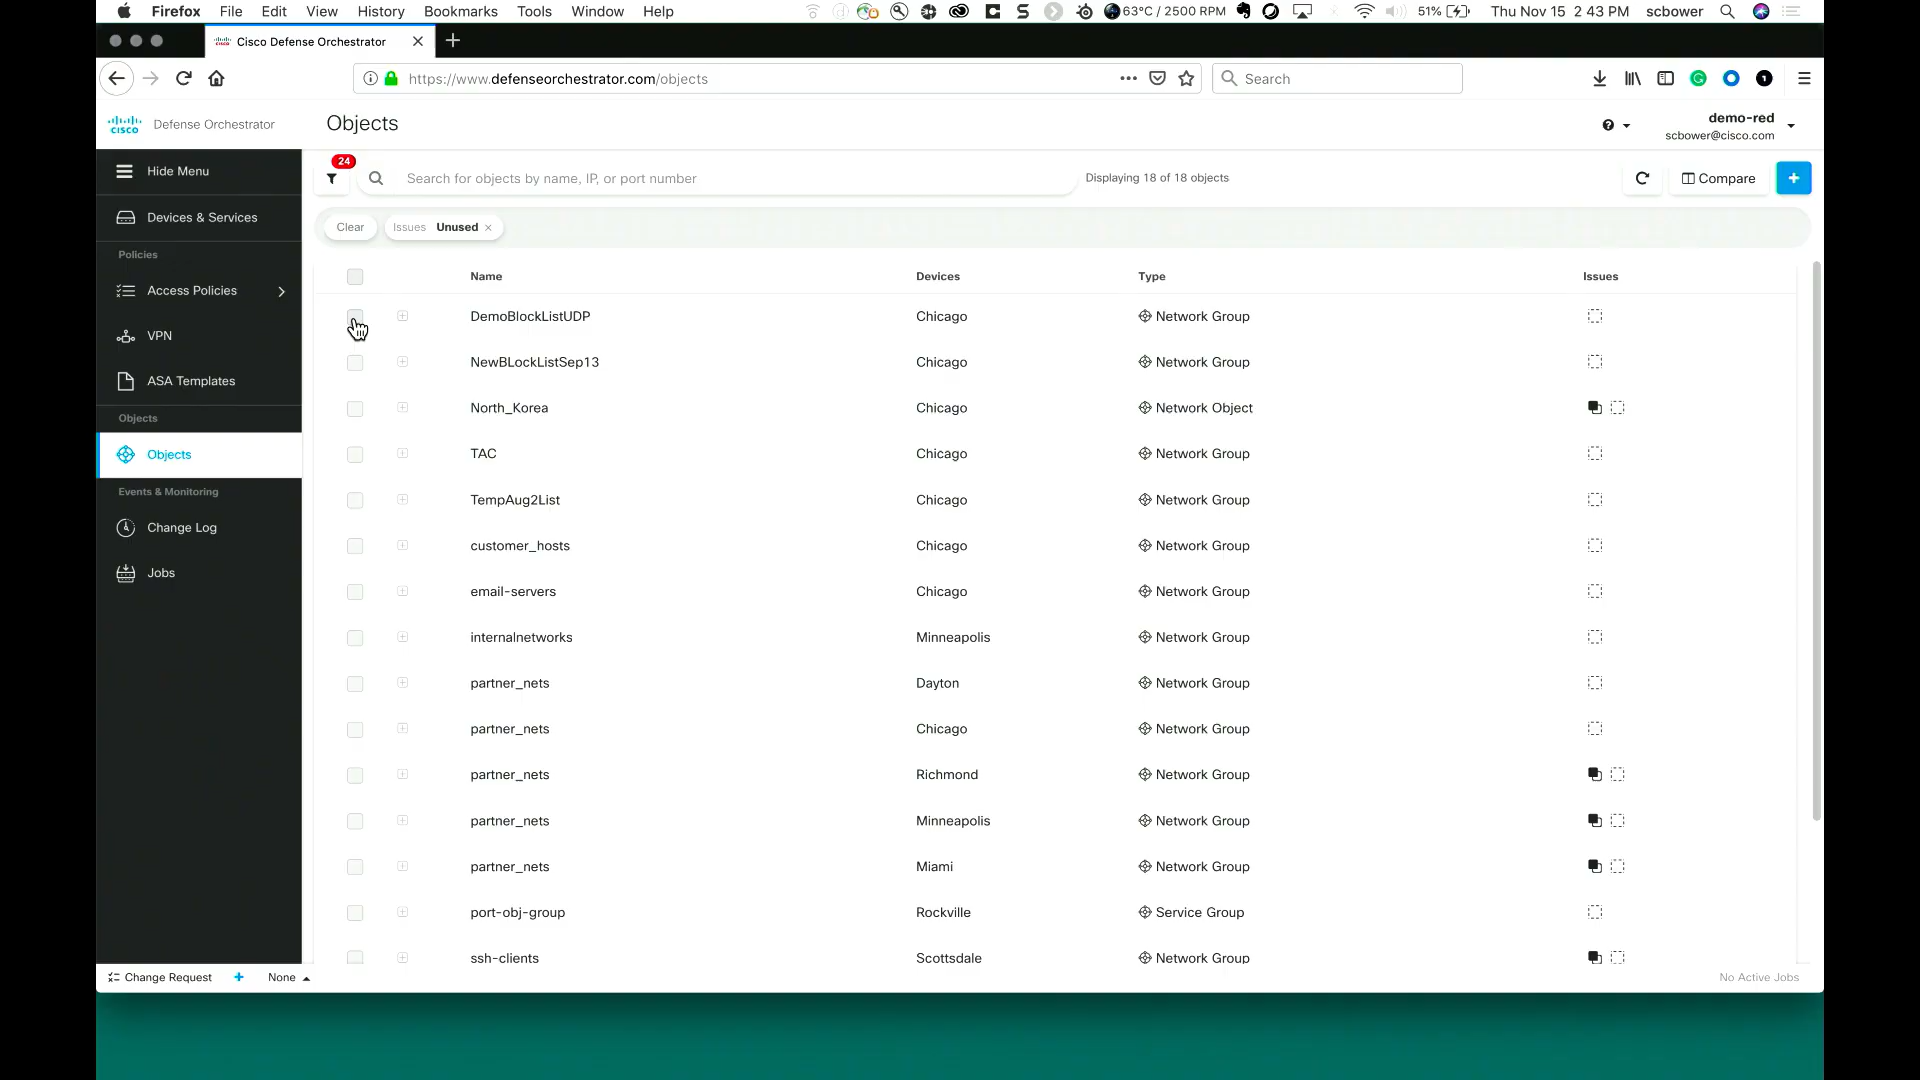 Firefox File Edit View History Bookmarks Tools Window Help 63°C / 2500 RPM 51% Thu Nov 15 2 43 PM scbower
Cisco Defense Orchestrator
https://www.defenseorchestrator.com/objects
Search
cisco Defense Orchestrator
Objects
demo-red
scbower@cisco.com
Hide Menu
24
Search for objects by name, IP, or port number
Displaying 18 of 18 objects
Compare
+
Devices & Services
Clear
Issues Unused
Policies
Access Policies
VPN
ASA Templates
Objects
Objects
Events & Monitoring
Change Log
Jobs
Name Devices Type Issues
DemoBlockListUDP Chicago Network Group
NewBLockListSep13 Chicago Network Group
North_Korea Chicago Network Object
TAC Chicago Network Group
TempAug2List Chicago Network Group
customer_hosts Chicago Network Group
email-servers Chicago Network Group
internalnetworks Minneapolis Network Group
partner_nets Dayton Network Group
partner_nets Chicago Network Group
partner_nets Richmond Network Group
partner_nets Minneapolis Network Group
partner_nets Miami Network Group
port-obj-group Rockville Service Group
ssh-clients Scottsdale Network Group
Change Request + None
No Active Jobs